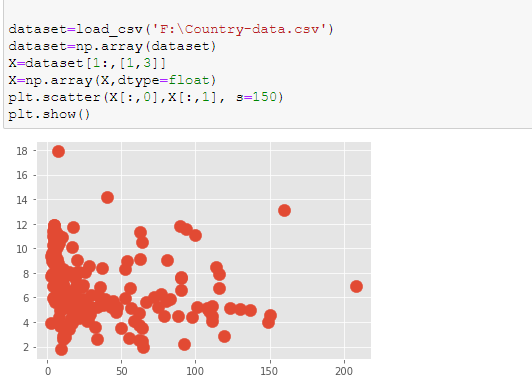 dataset=load_csv('F:\Country-data.csv')
dataset=np.array(dataset)
X=dataset[1:,[1,3]]
X=np.array(X,dtype=float)
plt.scatter(X[:,0],X[:,1], s=150)
plt.show()
18
16
14
12
10
8
6
4
2
0
50
100
150
200